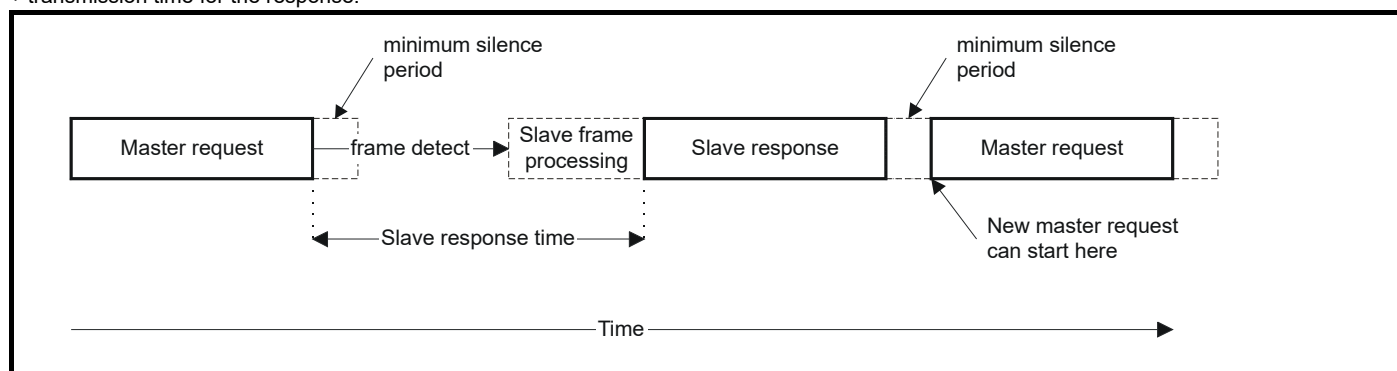 + transmission time for the response.
minimum silence
period
minimum silence
period
Master request
frame detect
Slave frame
processing
Slave response
Master request
Slave response time
New master request
can start here
Time